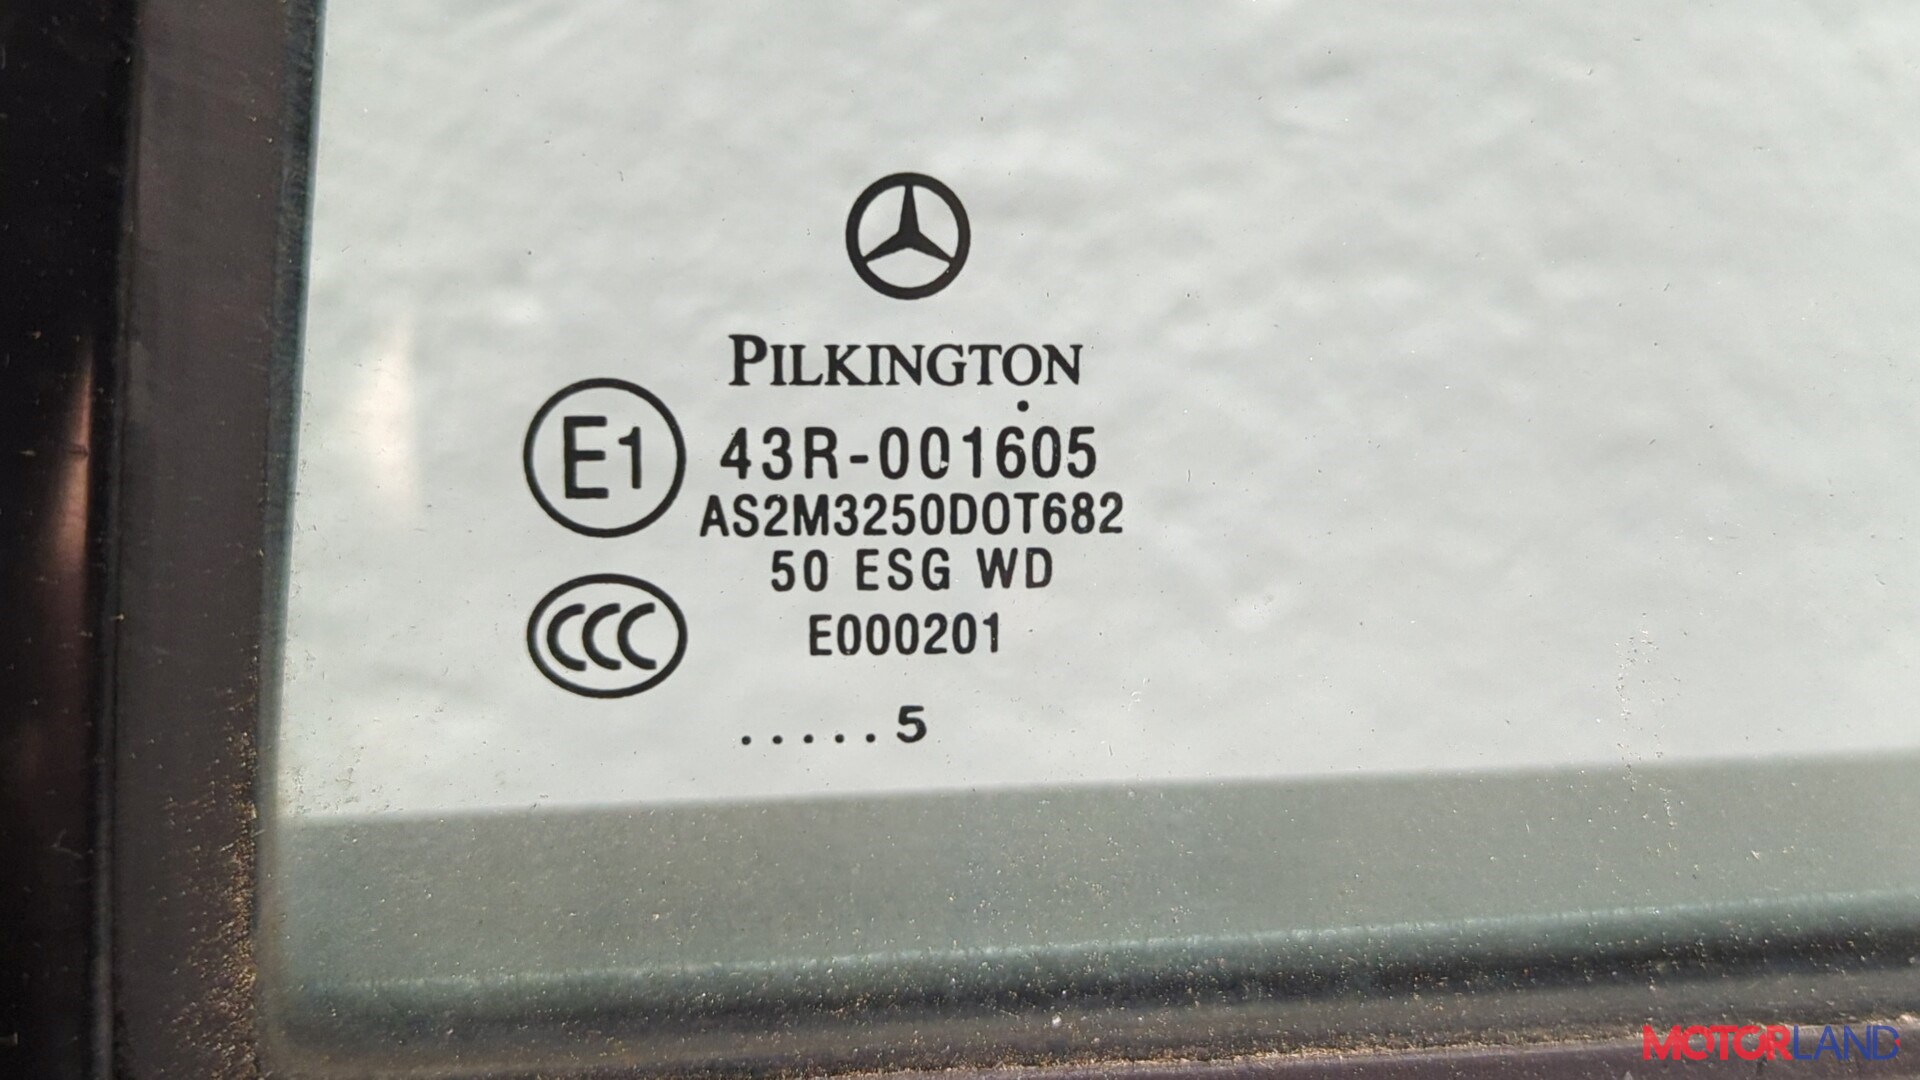 PILKINGTON
E1
43R-001605
AS2M3250DOT682
50 ESG WD
CCC
E000201
.....5
MOTORLAND